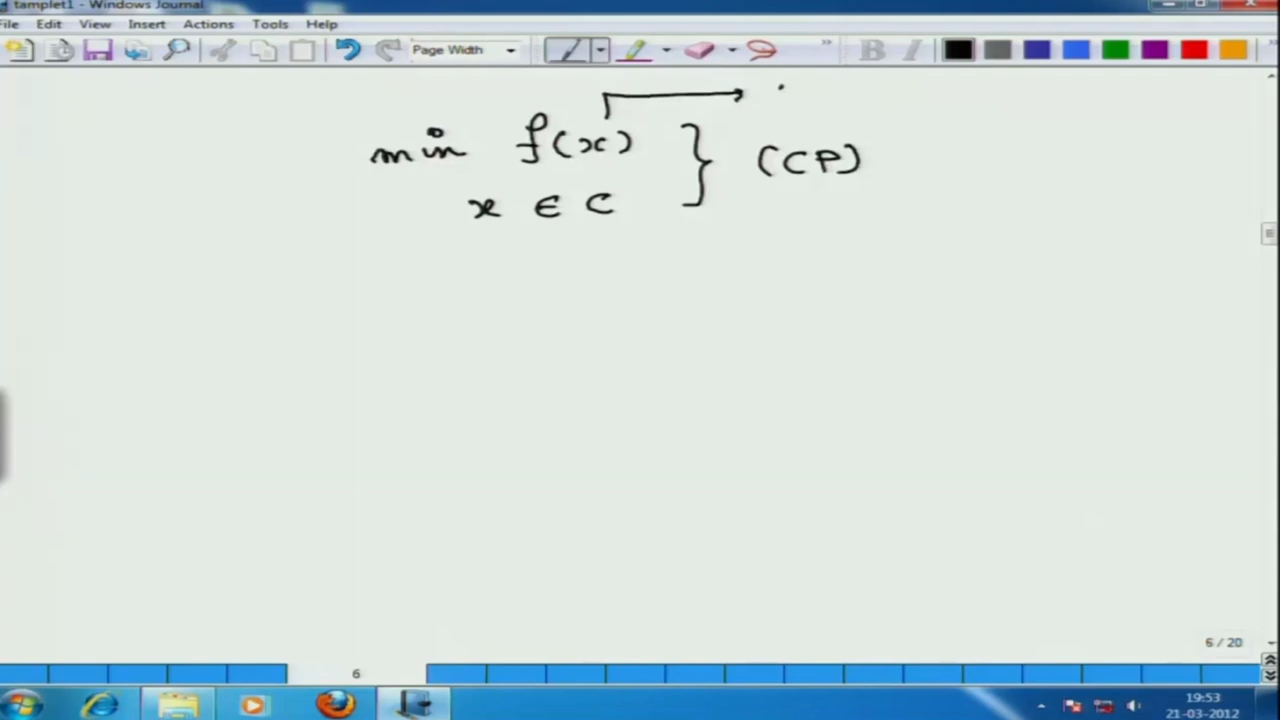 tamplet1 - Windows Journal
File Edit View Insert Actions Tools Help
Page Width B I
min f(x) } (CP)
x ∈ C
6 / 20
6
19:53
21-03-2012